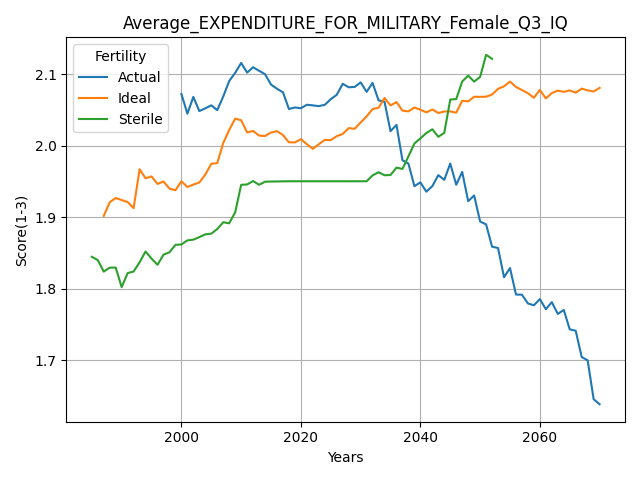 Average_EXPENDITURE_FOR_MILITARY_Female_Q3_IQ
Fertility
Actual
Ideal
Sterile
Score(1-3)
2.1
2.0
1.9
1.8
1.7
2000 2020 2040 2060
Years